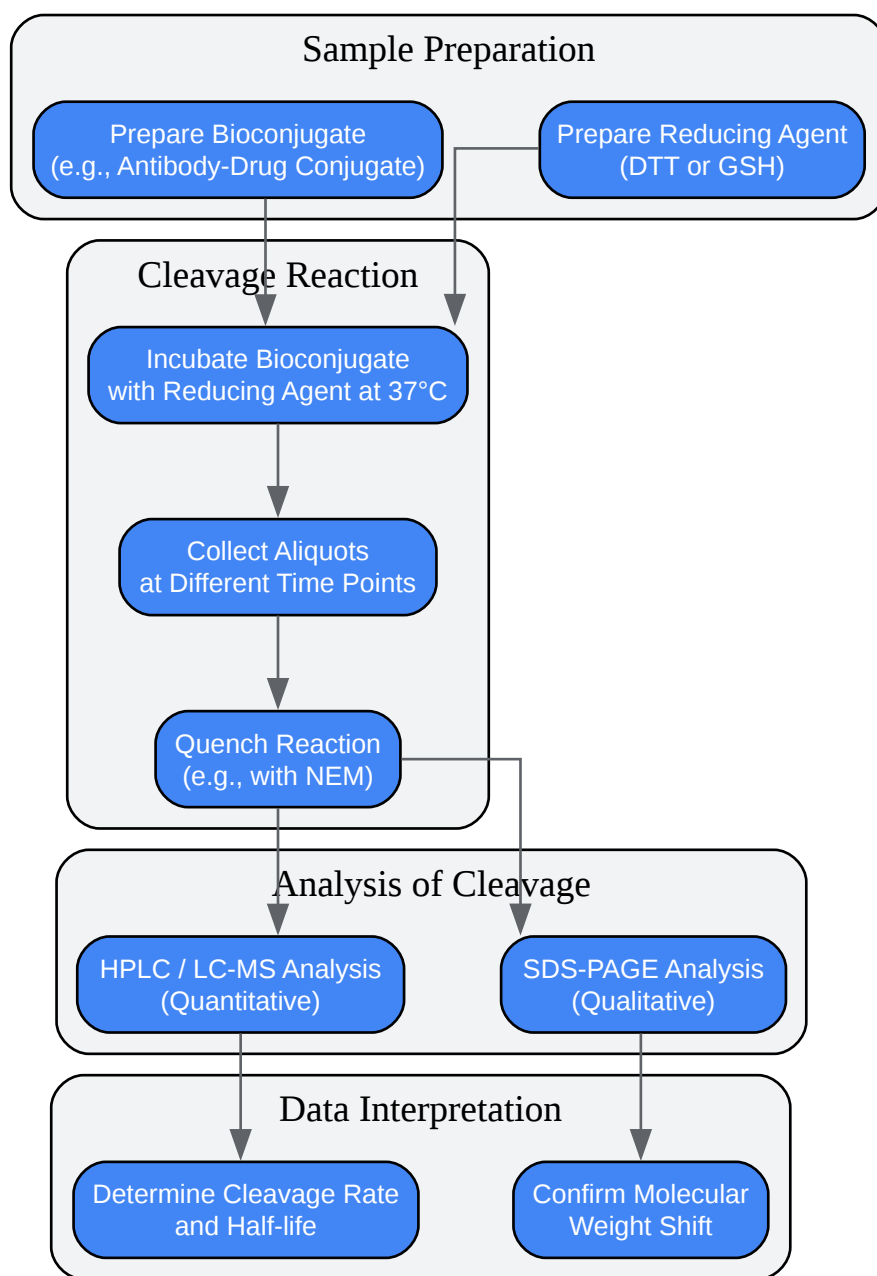 Sample Preparation
Prepare Bioconjugate
(e.g., Antibody-Drug Conjugate)
Prepare Reducing Agent
(DTT or GSH)
Cleavage Reaction
Incubate Bioconjugate
with Reducing Agent at 37°C
Collect Aliquots
at Different Time Points
Quench Reaction
(e.g., with NEM)
Analysis of Cleavage
HPLC / LC-MS Analysis
(Quantitative)
SDS-PAGE Analysis
(Qualitative)
Data Interpretation
Determine Cleavage Rate
and Half-life
Confirm Molecular
Weight Shift